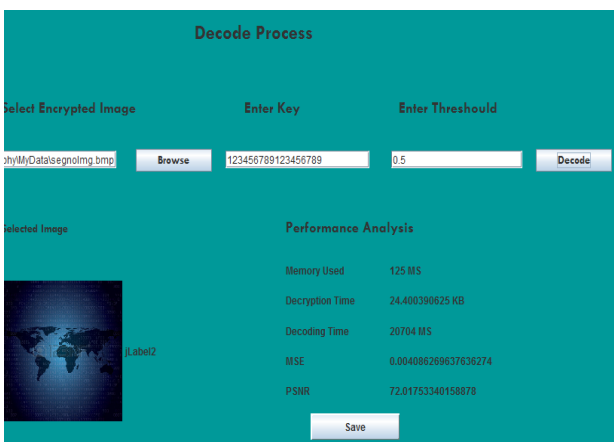 Decode Process
Select Encrypted Image Enter Key Enter Threshould
phy\MyData\segnoImg.bmp Browse 123456789123456789 0.5 Decode
Selected Image Performance Analysis
Memory Used 125 MS
Decryption Time 24.400390625 KB
Decoding Time 20704 MS
jLabel2
MSE 0.004086269637636274
PSNR 72.01753340158878
Save